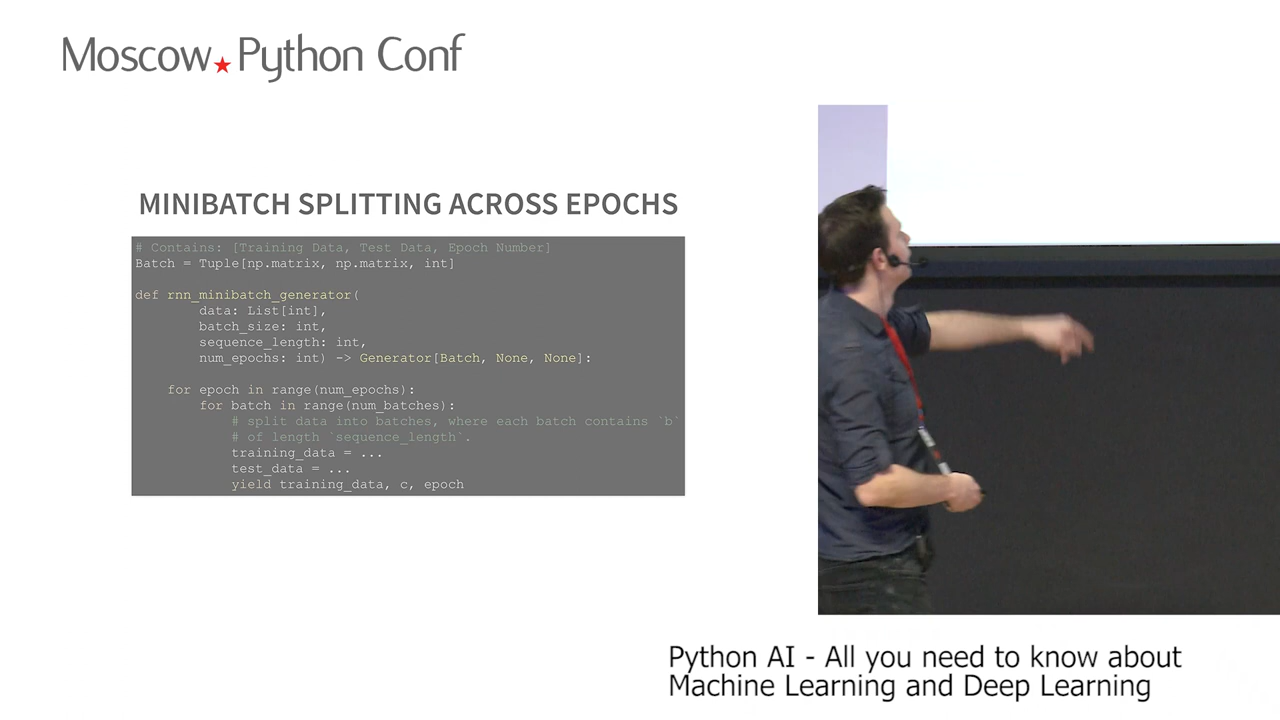 Moscow Python Conf
MINIBATCH SPLITTING ACROSS EPOCHS
# Contains: [Training Data, Test Data, Epoch Number]
Batch = Tuple[np.matrix, np.matrix, int]
def rnn_minibatch_generator(
data: List[int],
batch_size: int,
sequence_length: int,
num_epochs: int) -> Generator[Batch, None, None]:
for epoch in range(num_epochs):
for batch in range(num_batches):
# split data into batches, where each batch contains `b`
# of length `sequence_length`.
training_data = ...
test_data = ...
yield training_data, c, epoch
Python AI - All you need to know about
Machine Learning and Deep Learning